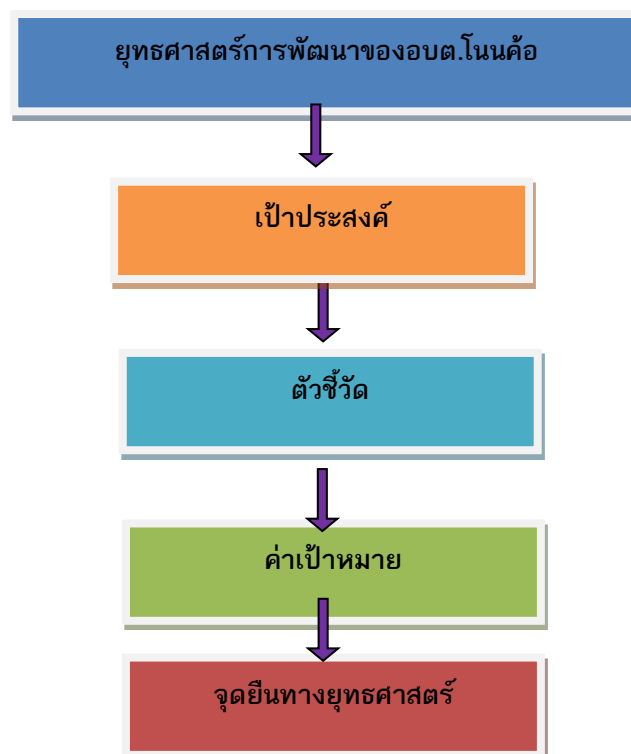 ยุทธศาสตร์การพัฒนาของอบต.โนนค้อ
เป้าประสงค์
ตัวชี้วัด
ค่าเป้าหมาย
จุดยืนทางยุทธศาสตร์